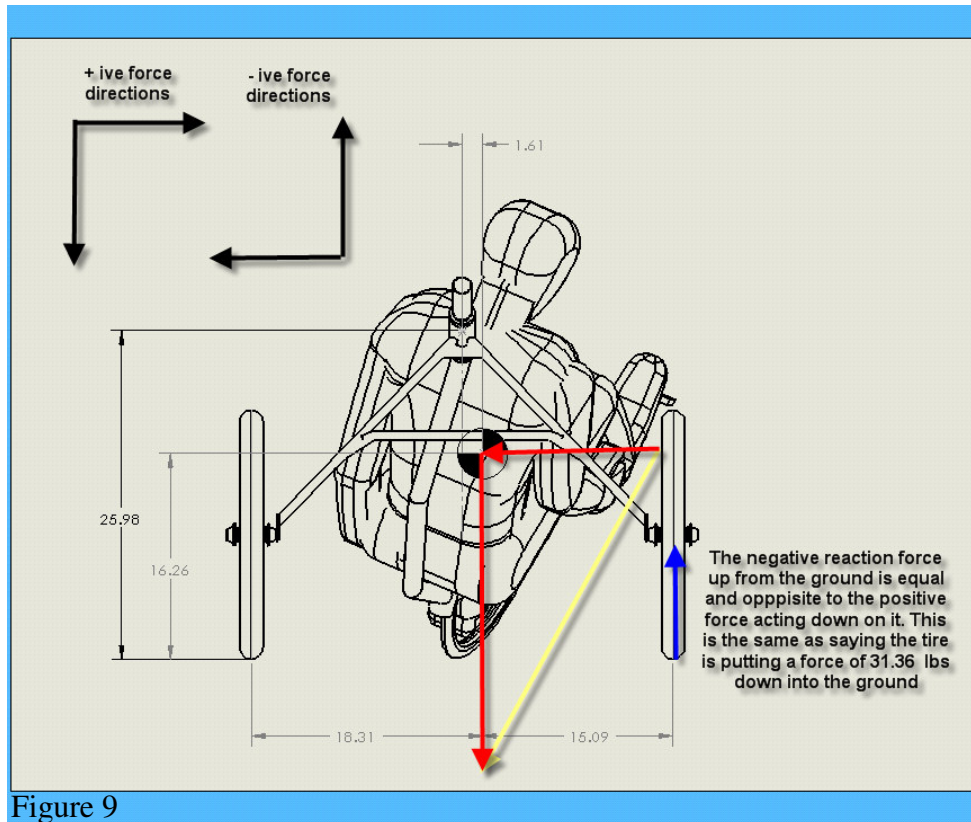 + ive force
directions
- ive force
directions
1.61
25.98
16.26
The negative reaction force
up from the ground is equal
and opppisite to the positive
force acting down on it. This
is the same as saying the tire
is putting a force of 31.36 lbs
down into the ground
18.31
15.09
Figure 9